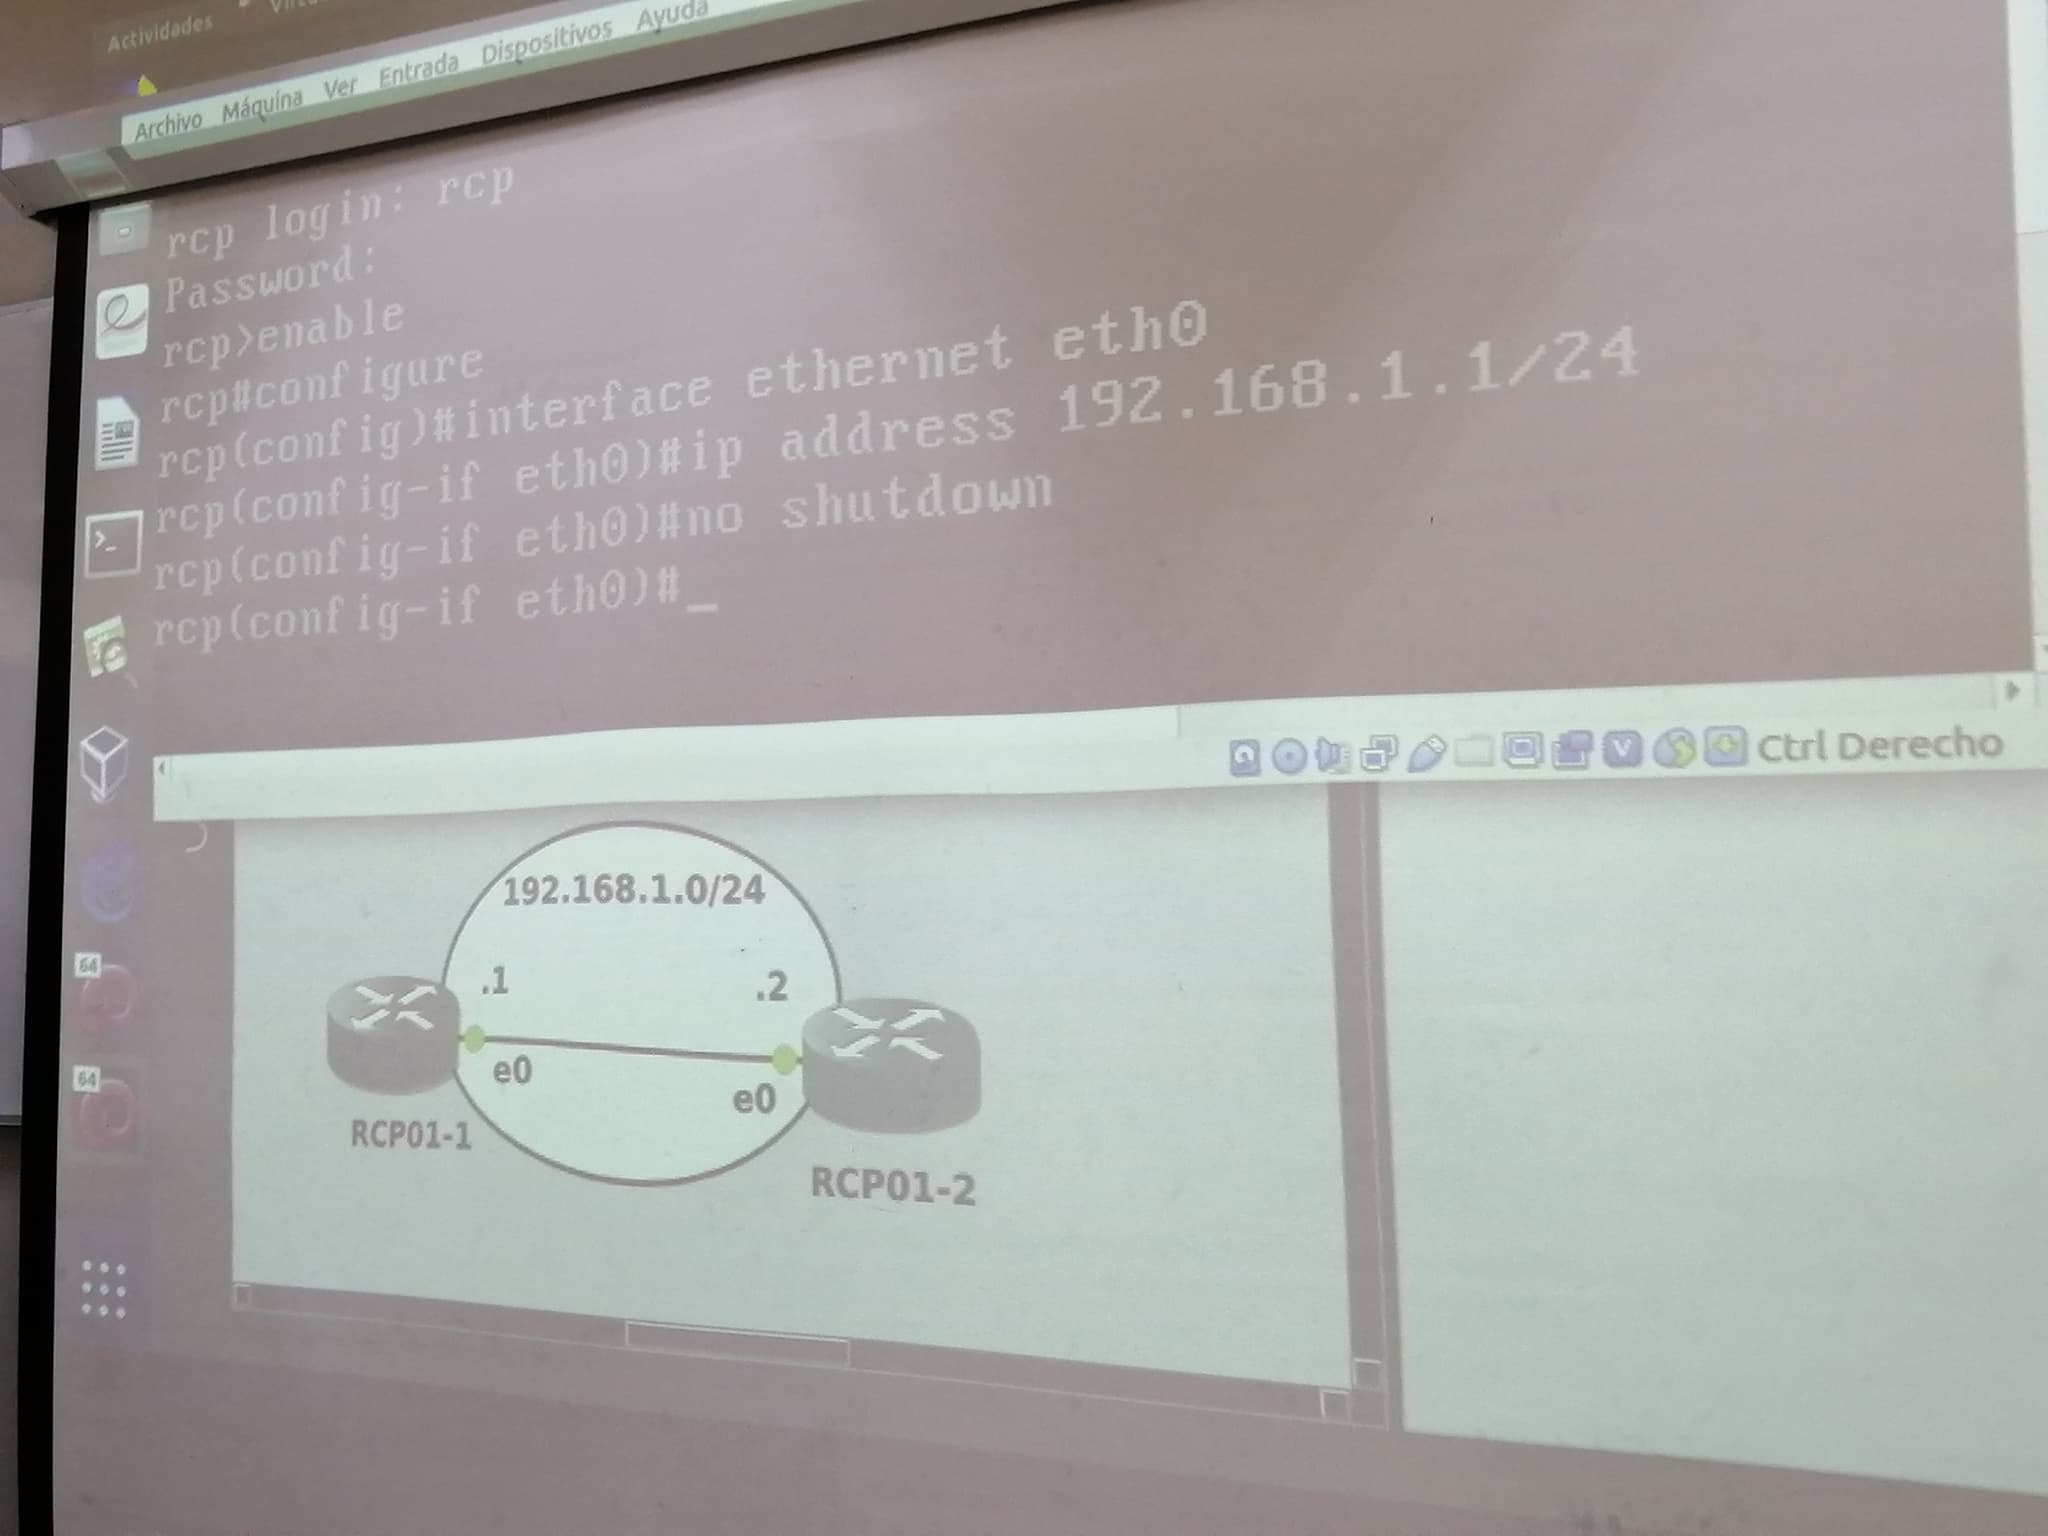 Actividades
Archivo Máquina Ver Entrada Dispositivos Ayuda
rcp login: rcp
Password:
rcp>enable
rcp#configure
rcp(config)#interface ethernet eth0
rcp(config-if eth0)#ip address 192.168.1.1/24
rcp(config-if eth0)#no shutdown
rcp(config-if eth0)#_
Ctrl Derecho
192.168.1.0/24
.1 .2
e0
e0
RCP01-1
RCP01-2
64
64